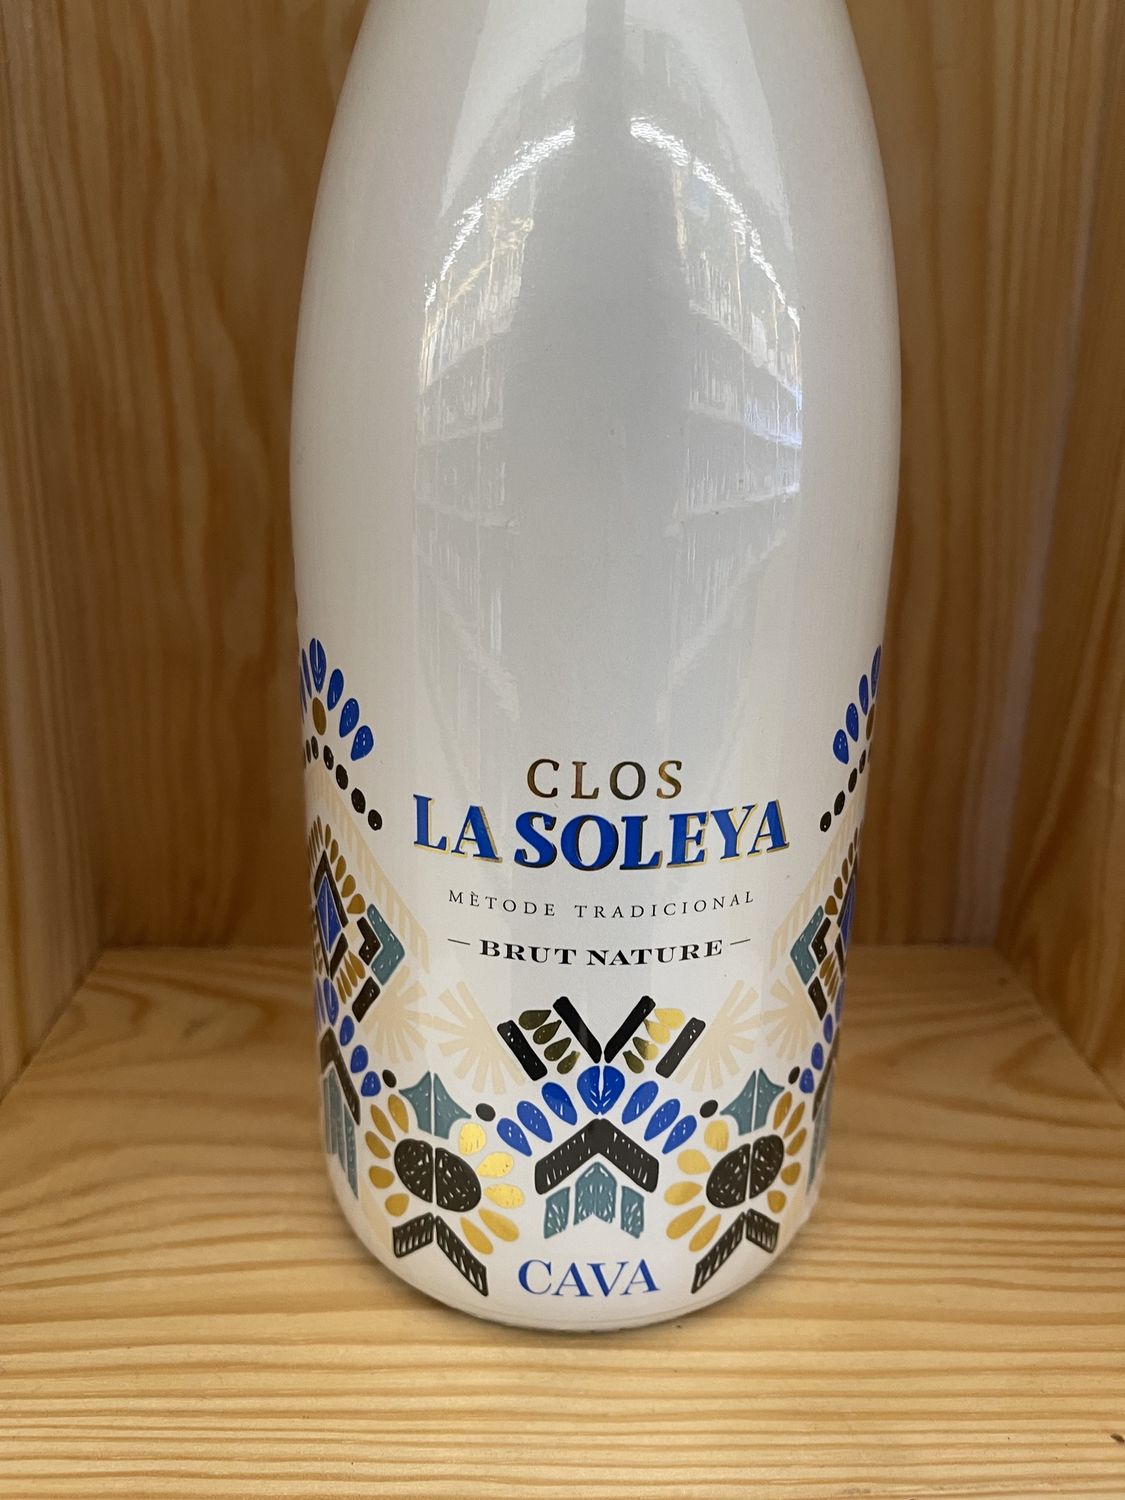 CLOS
LA SOLEYA
MÈTODE TRADICIONAL
BRUT NATURE
CAVA